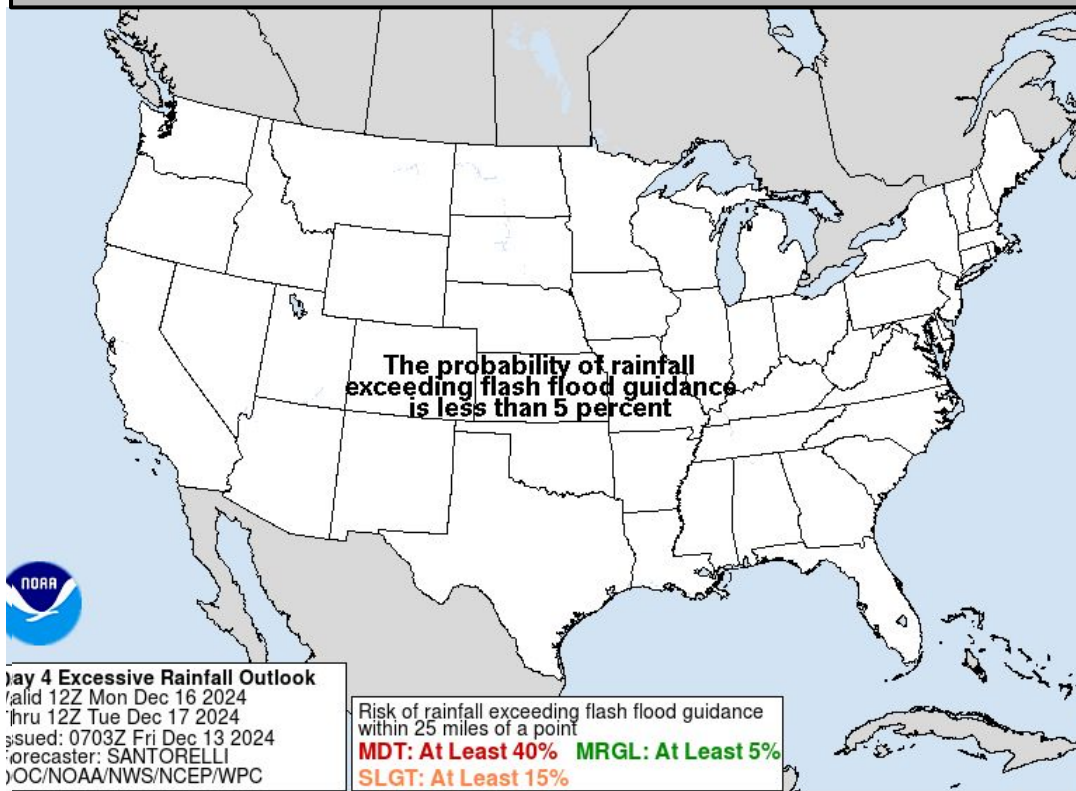 The probability of rainfall
exceeding flash flood guidance
is less than 5 percent
NOAA
ay 4 Excessive Rainfall Outlook
alid 12Z Mon Dec 16 2024
hru 12Z Tue Dec 17 2024
ssued: 0703Z Fri Dec 13 2024
orecaster: SANTORELLI
OC/NOAA/NWS/NCEP/WPC
Risk of rainfall exceeding flash flood guidance
within 25 miles of a point
MDT: At Least 40% MRGL: At Least 5%
SLGT: At Least 15%